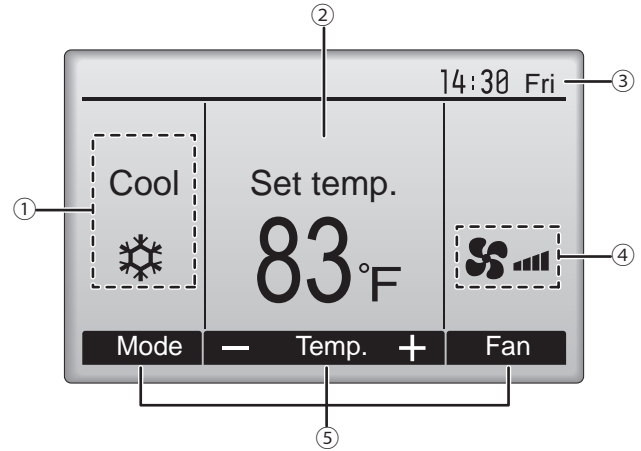 ②
14:30 Fri ③
① Cool
Set temp.
83°F
④
Mode — Temp. + Fan
⑤